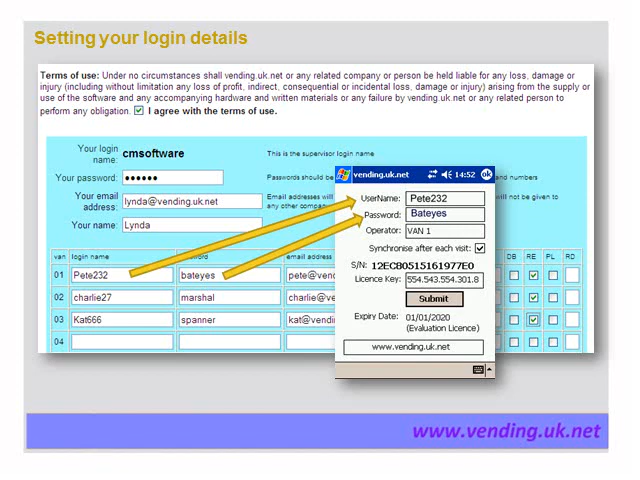 Setting your login details
Terms of use: Under no circumstances shall vending.uk.net or any related company or person be held liable for any loss, damage or
injury (including without limitation any loss of profit, indirect, consequential or incidental loss, damage or injury) arising from the supply or
use of the software and any accompanying hardware and written materials or any failure by vending.uk.net or any related person to
perform any obligation. I agree with the terms of use.
Your login name: cmsoftware This is the supervisor login name
Your password: •••••• Passwords should be and numbers
Your email address: lynda@vending.uk.net Email addresses will will not be given to
any other compan
Your name: Lynda
van login name email address DB RE PL RD
01 Pete232 bateyes pete@ven
02 charlie27 marshal charlie@ve
03 Kat666 spanner kat@vendi
04
vending.uk.net 14:52 ok
UserName: Pete232
Password: Bateyes
Operator: VAN 1
Synchronise after each visit:
S/N: 12EC80515161977E0
Licence Key: 554.543.554.301.8
Submit
Expiry Date: 01/01/2020
(Evaluation Licence)
www.vending.uk.net
www.vending.uk.net